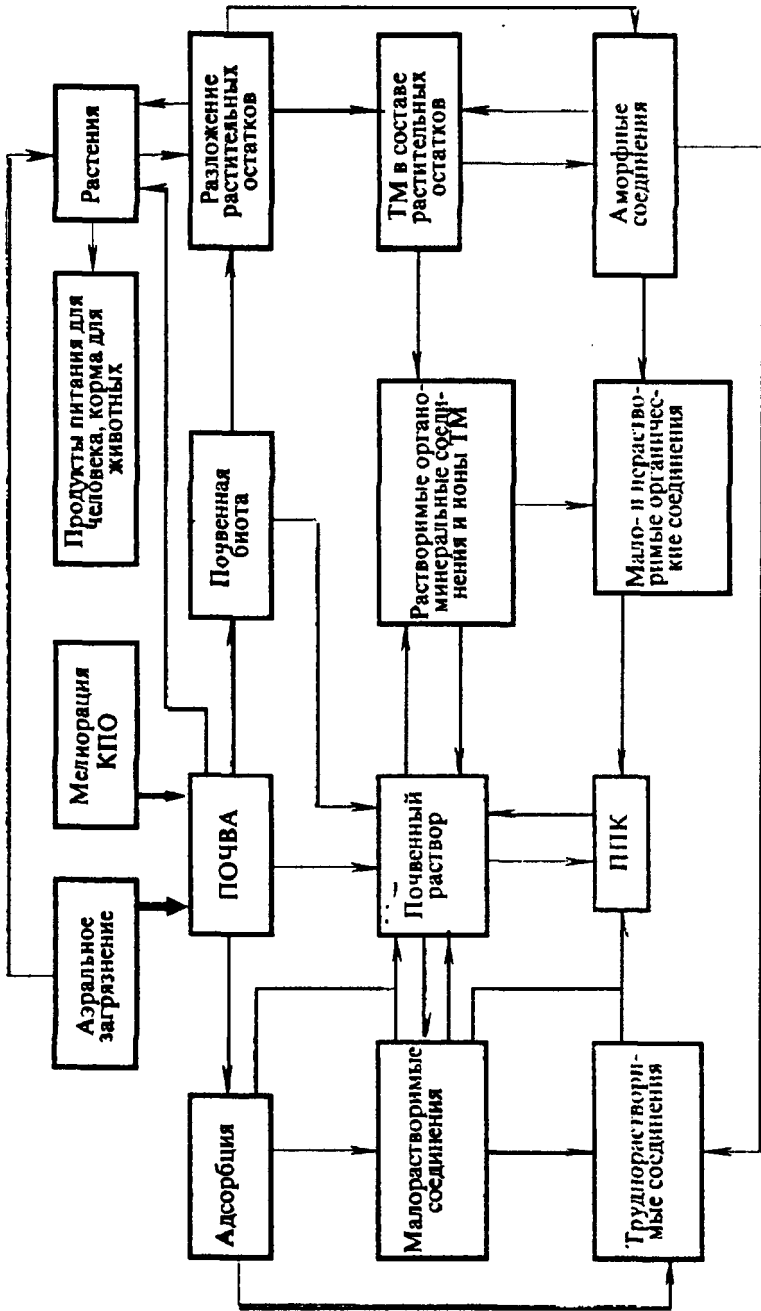 Аэральное
загрязнение
Мелиорация
КПО
Продукты питания для
человека, корма для
животных
Растения
Адсорбция
ПОЧВА
Почвенная
биота
Разложение
растительных
остатков
Малорастворимые
соединения
Почвенный
раствор
Растворимые органо-
минеральные соеди-
нения и ионы ТМ
ТМ в составе
растительных
остатков
Труднораствори-
мые соединения
ППК
Мало- и нераство-
римые органичес-
кие соединения
Аморфные
соединения